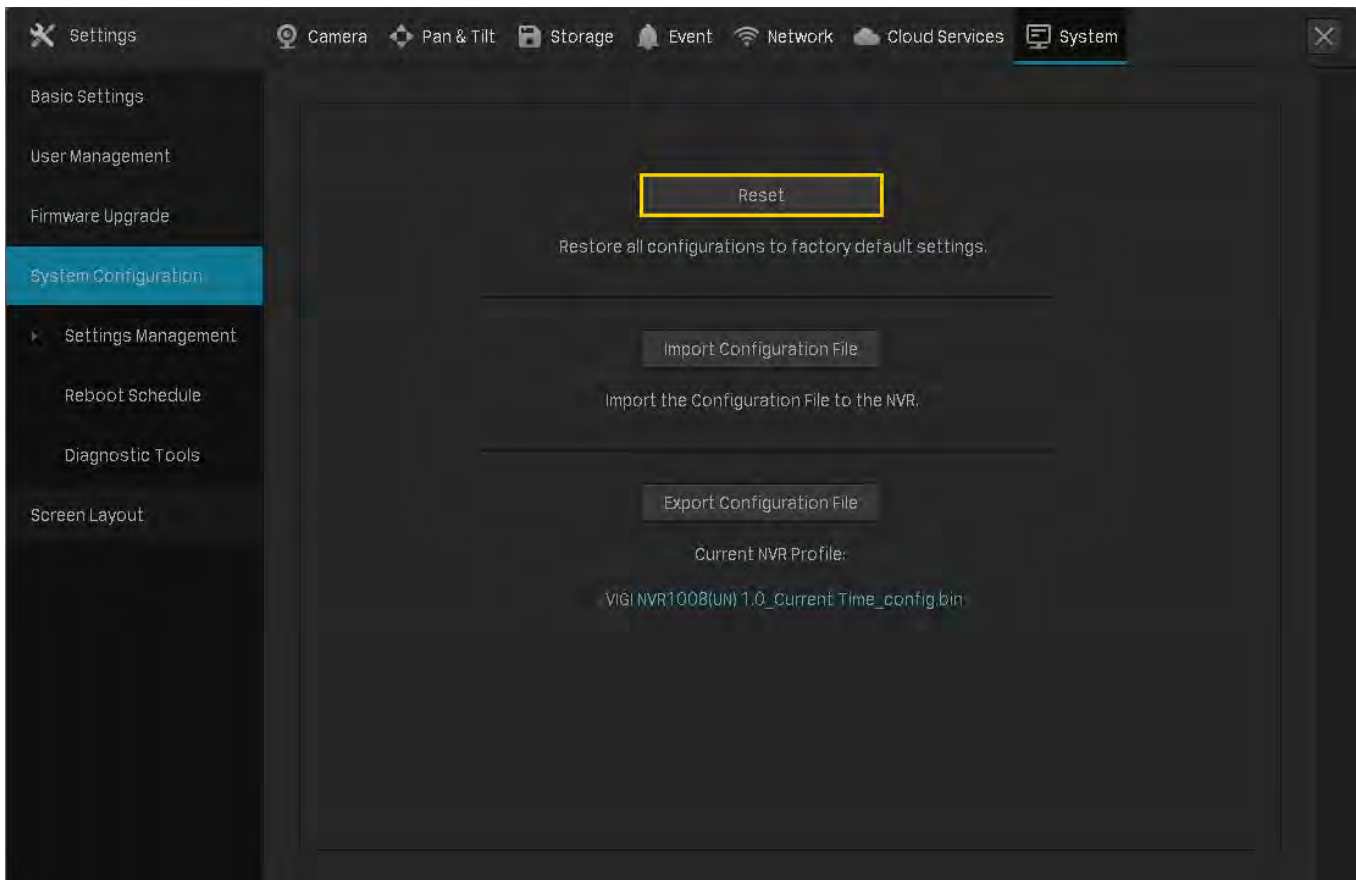 Settings
Camera
Pan & Tilt
Storage
Event
Network
Cloud Services
System
Basic Settings
User Management
Firmware Upgrade
System Configuration
Settings Management
Reboot Schedule
Diagnostic Tools
Screen Layout
Reset
Restore all configurations to factory default settings.
Import Configuration File
Import the Configuration File to the NVR.
Export Configuration File
Current NVR Profile:
VIGI NVR1008(UN) 1.0_Current Time_config.bin